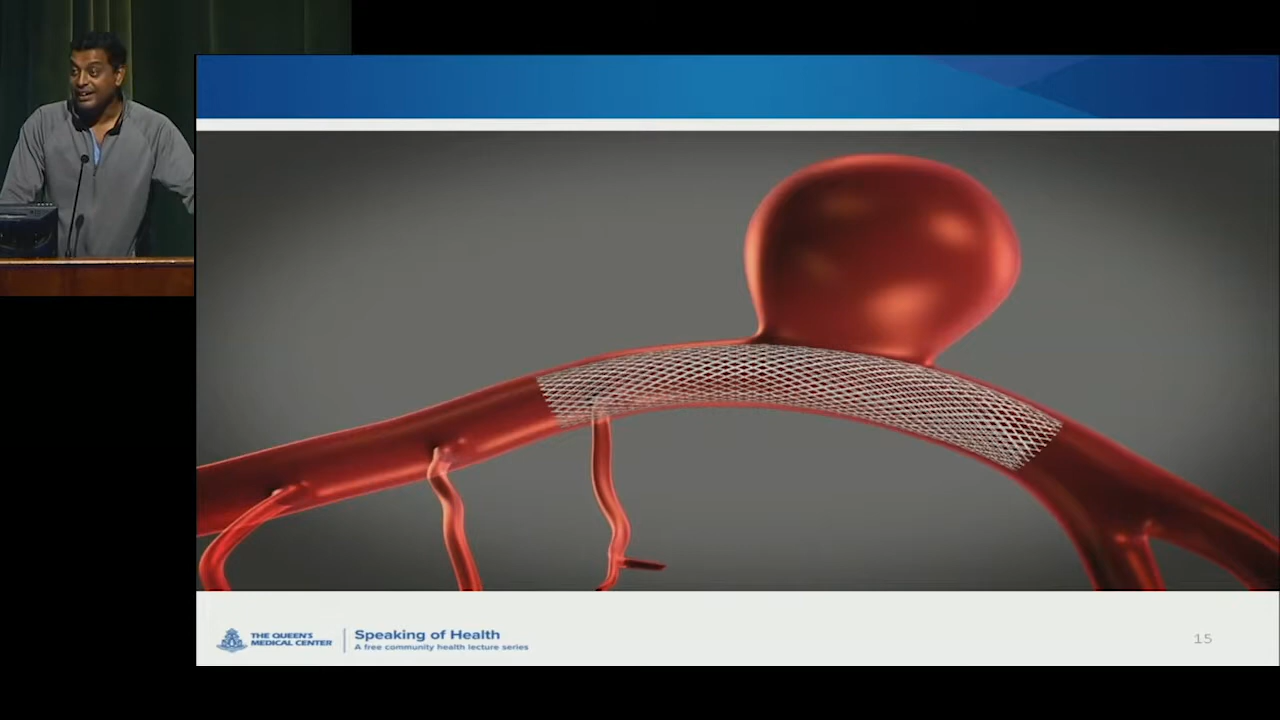 THE QUEEN'S
MEDICAL CENTER
Speaking of Health
A free community health lecture series
15